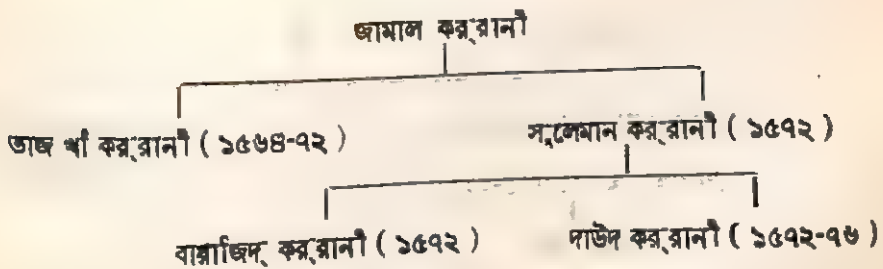 জামাল কর্‌রানী
তাজ খাঁ কর্‌রানী ( ১৫৬৪-৭২ ) সুলেমান কর্‌রানী ( ১৫৭২ )
বায়াজিদ্ কর্‌রানী ( ১৫৭২ ) দাউদ কর্‌রানী ( ১৫৭২-৭৬ )